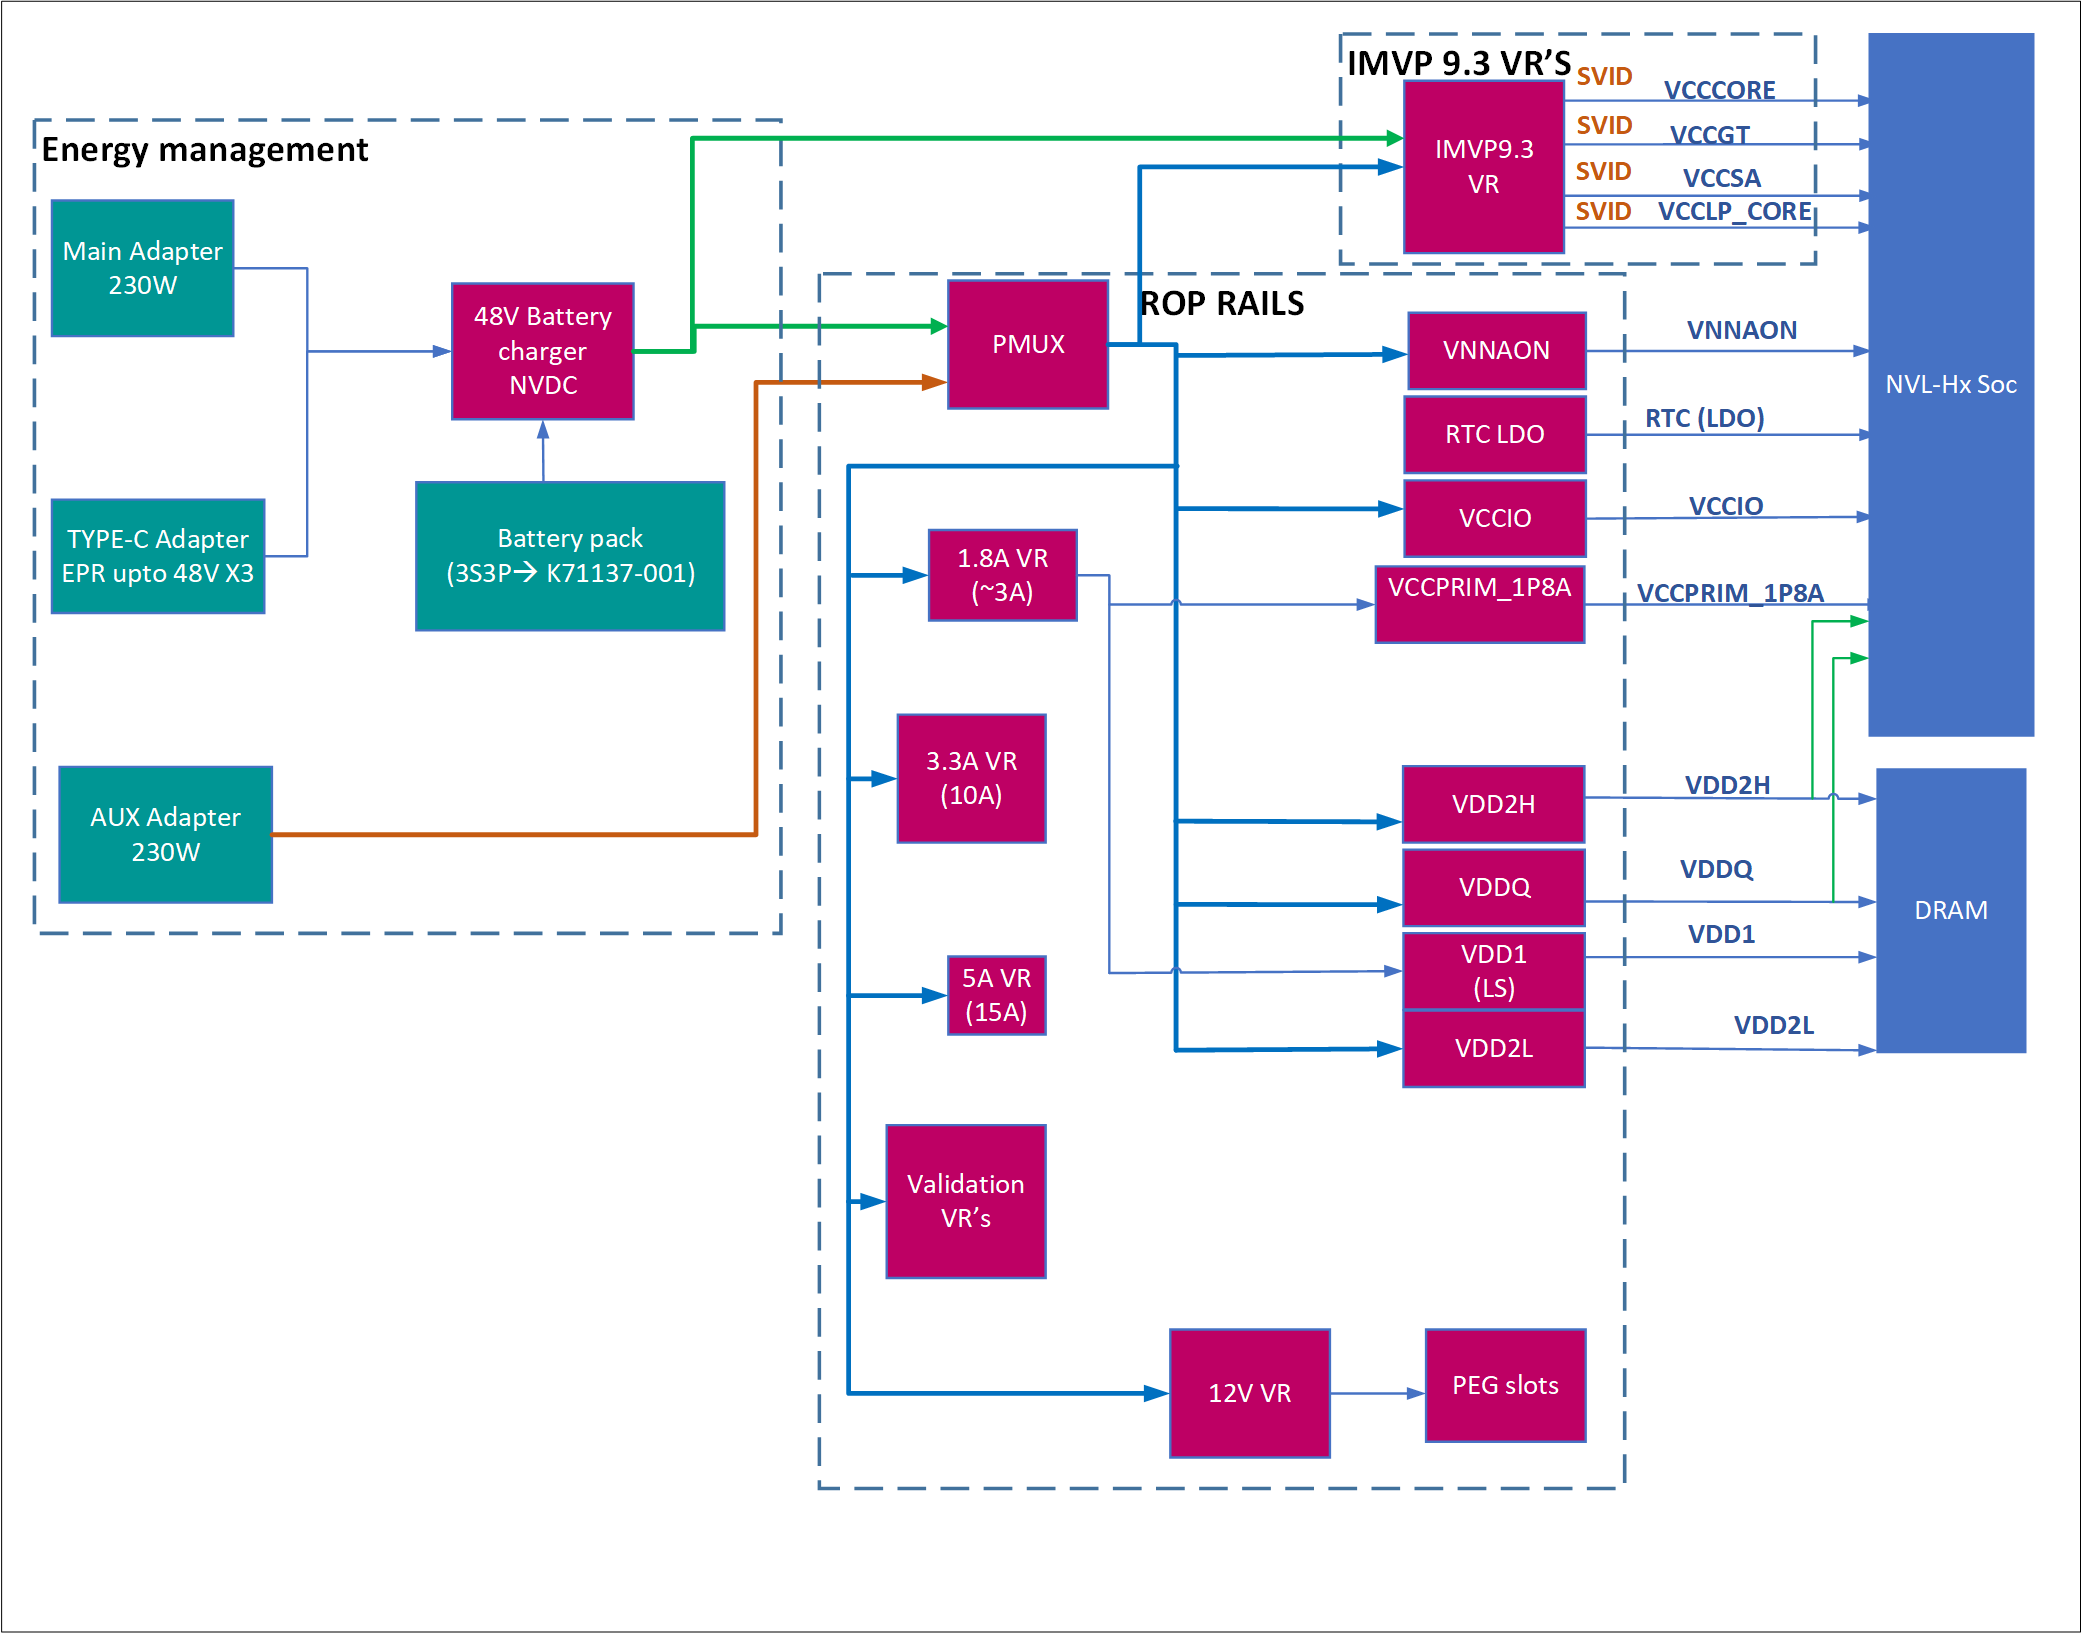 IMVP 9.3 VR’S
SVID
VCCCORE
SVID
VCCGT
SVID
VCCSA
SVID
VCCLP_CORE
IMVP9.3
VR
Energy management
Main Adapter
230W
48V Battery
charger
NVDC
TYPE-C Adapter
EPR upto 48V X3
Battery pack
(3S3P→ K71137-001)
AUX Adapter
230W
ROP RAILS
PMUX
VNNAON
VNNAON
RTC LDO
RTC (LDO)
VCCIO
VCCIO
1.8A VR
(~3A)
VCCPRIM_1P8A
VCCPRIM_1P8A
NVL-Hx Soc
3.3A VR
(10A)
VDD2H
VDD2H
VDDQ
VDDQ
VDD1
(LS)
VDD1
5A VR
(15A)
VDD2L
VDD2L
DRAM
Validation
VR’s
12V VR
PEG slots